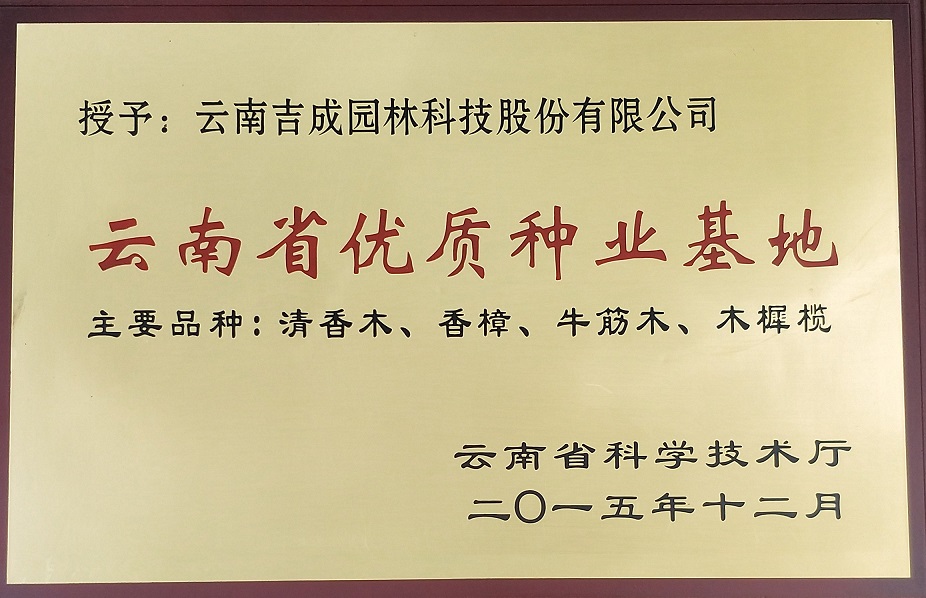 授予：云南吉成园林科技股份有限公司
云南省优质种业基地
主要品种：清香木、香樟、牛筋木、木樨榄
云南省科学技术厅
二〇一五年十二月